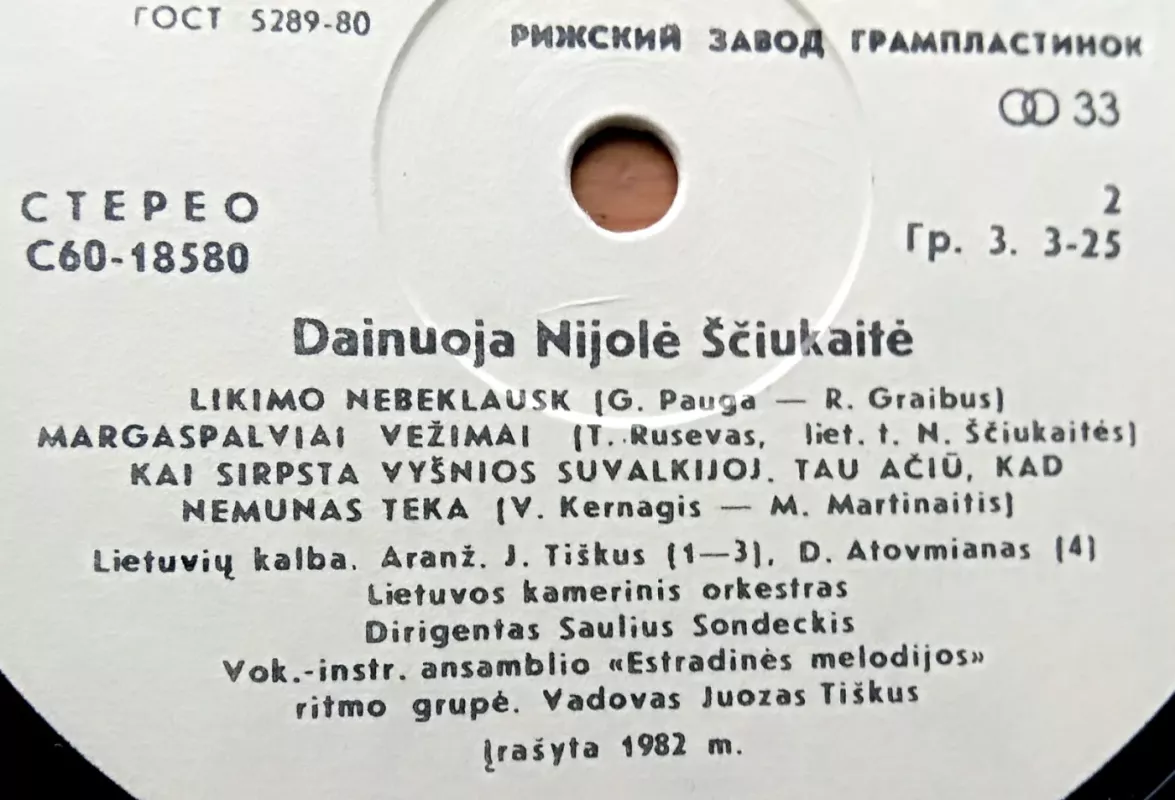 ГОСТ 5289-80
РИЖСКИЙ ЗАВОД ГРАМПЛАСТИНОК
33
СТЕРЕО
2
С60-18580
Гр. 3. 3-25
Dainuoja Nijolė Ščiukaitė
LIKIMO NEBEKLAUSK (G. Pauga — R. Graibus)
MARGASPALVIAI VEŽIMAI (T. Rusevas, liet. t. N. Ščiukaitės)
KAI SIRPSTA VYŠNIOS SUVALKIJOJ. TAU AČIŪ, KAD
NEMUNAS TEKA (V. Kernagis — M. Martinaitis)
Lietuvių kalba. Aranž. J. Tiškus (1—3), D. Atovmianas (4)
Lietuvos kamerinis orkestras
Dirigentas Saulius Sondeckis
Vok.-instr. ansamblio «Estradinės melodijos»
ritmo grupė. Vadovas Juozas Tiškus
Įrašyta 1982 m.